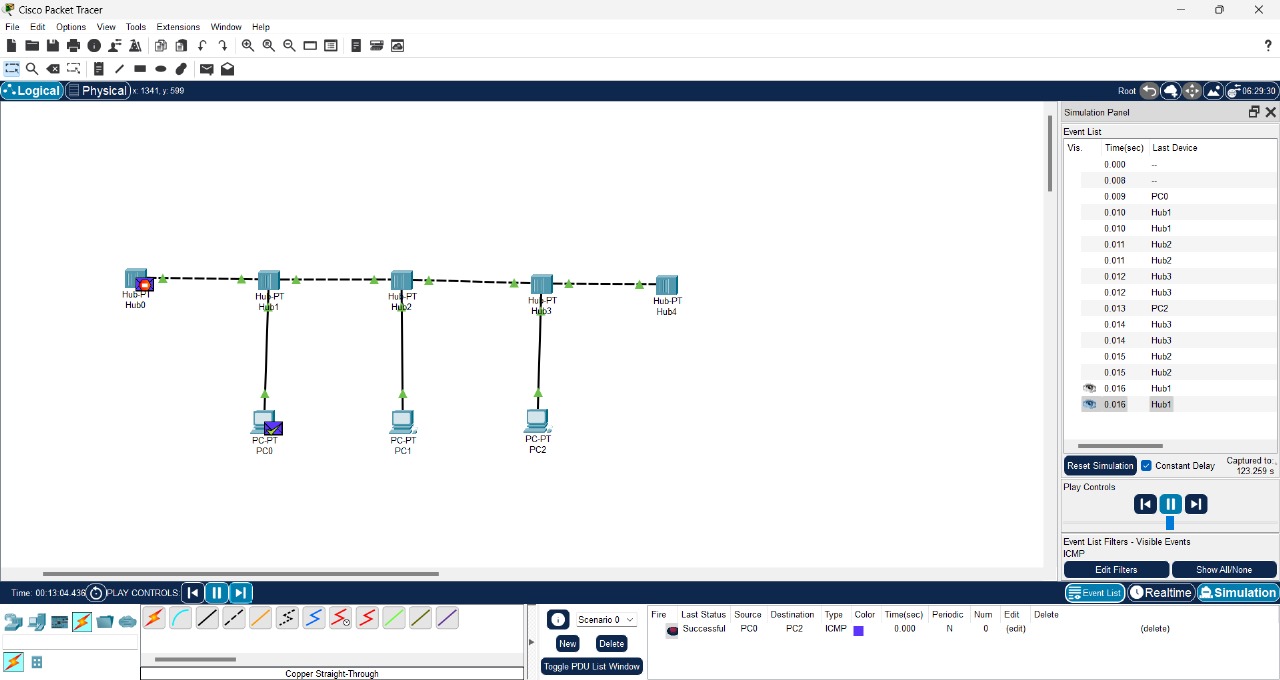 Cisco Packet Tracer
File Edit Options View Tools Extensions Window Help
?
Logical Physical x: 1341, y: 599 Root 06:29:30
Simulation Panel
Event List
Vis. Time(sec) Last Device
0.000 --
0.008 --
0.009 PC0
0.010 Hub1
0.010 Hub1
0.011 Hub2
0.011 Hub2
0.012 Hub3
0.012 Hub3
0.013 PC2
0.014 Hub3
0.014 Hub3
0.015 Hub2
0.015 Hub2
0.016 Hub1
0.016 Hub1
Hub-PT
Hub0
Hub-PT
Hub1
Hub-PT
Hub2
Hub-PT
Hub3
Hub-PT
Hub4
PC-PT
PC0
PC-PT
PC1
PC-PT
PC2
Reset Simulation Constant Delay Captured to:
123.259 s
Play Controls
Event List Filters - Visible Events
ICMP
Edit Filters Show All/None
Time: 00:13:04.436 PLAY CONTROLS: Event List Realtime Simulation
Scenario 0
New Delete
Toggle PDU List Window
Fire Last Status Source Destination Type Color Time(sec) Periodic Num Edit Delete
Successful PC0 PC2 ICMP 0.000 N 0 (edit) (delete)
Copper Straight-Through